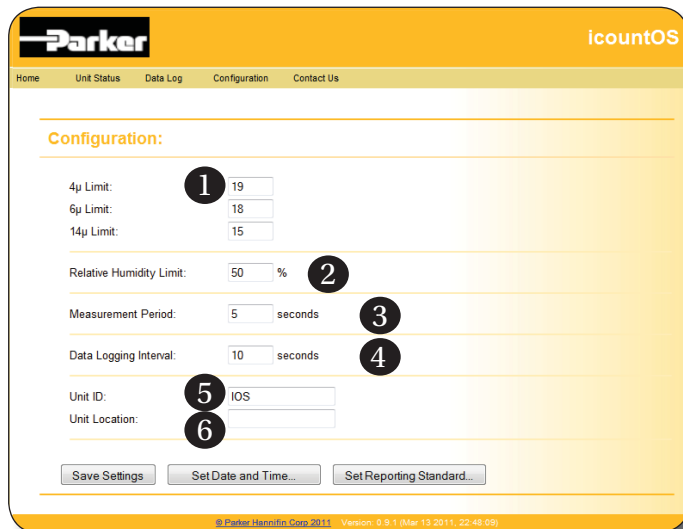 Parker
icountOS
Home Unit Status Data Log Configuration Contact Us
Configuration:
4µ Limit: 1 19
6µ Limit: 18
14µ Limit: 15
Relative Humidity Limit: 50 % 2
Measurement Period: 5 seconds 3
Data Logging Interval: 10 seconds 4
Unit ID: 5 IOS
Unit Location: 6
Save Settings Set Date and Time... Set Reporting Standard...
© Parker Hannifin Corp 2011 Version: 0.9.1 (Mar 13 2011, 22:48:09)